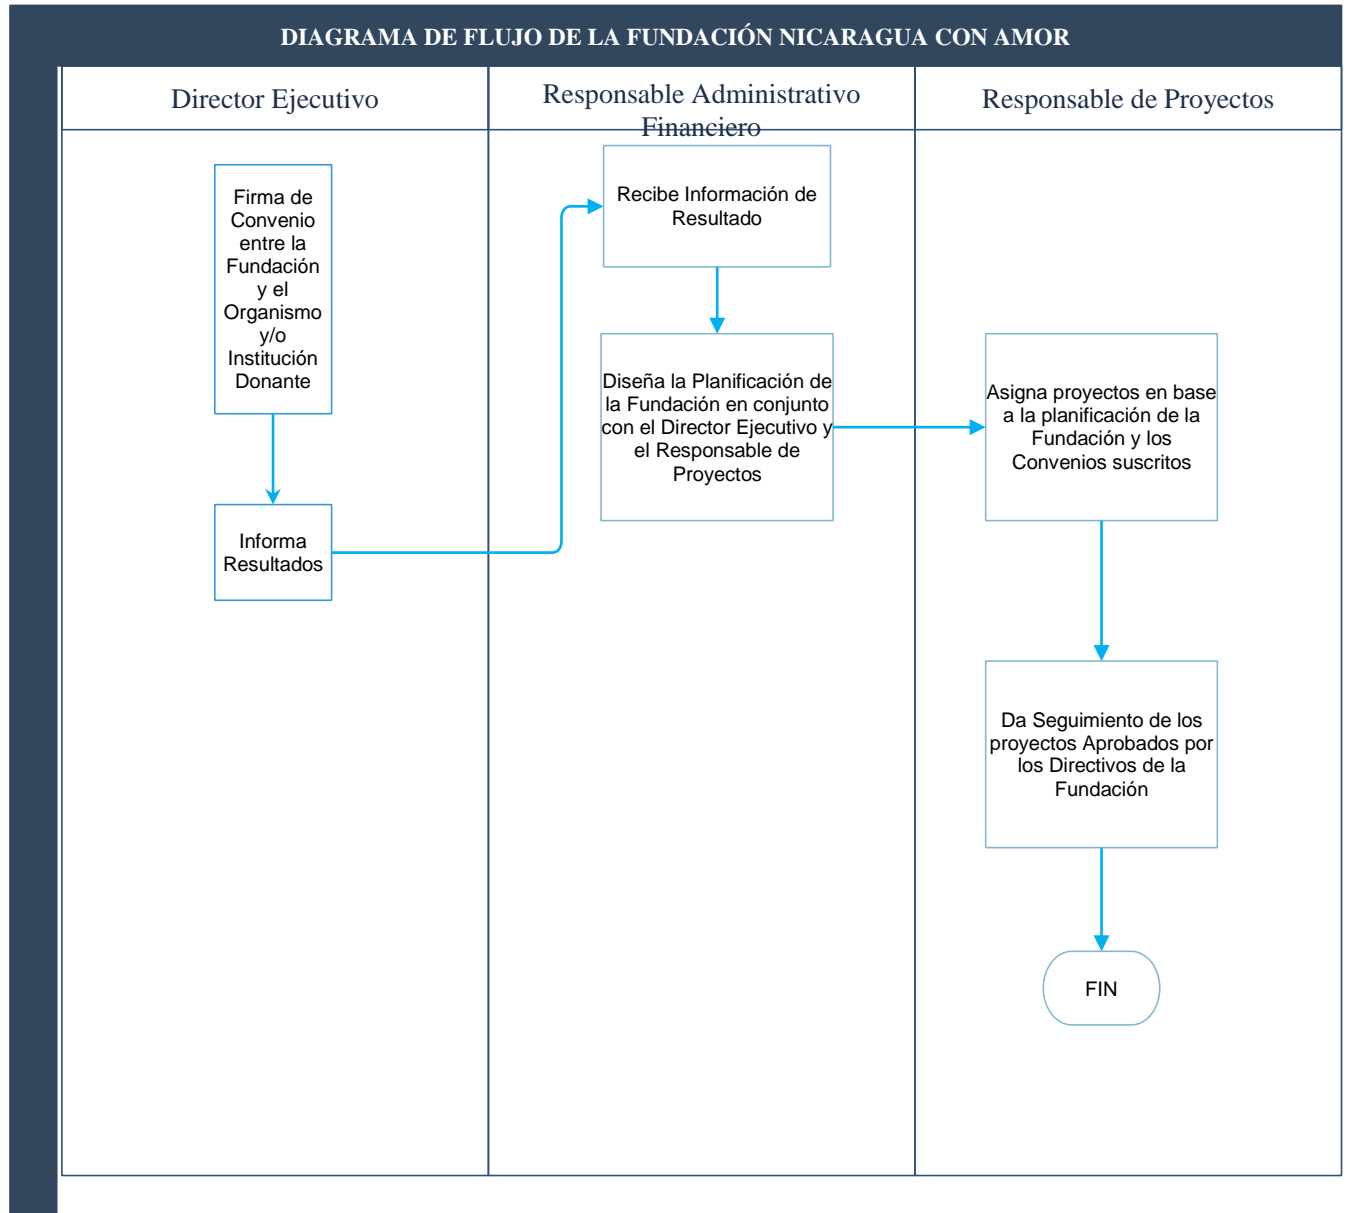 DIAGRAMA DE FLUJO DE LA FUNDACIÓN NICARAGUA CON AMOR
Director Ejecutivo
Responsable Administrativo
Financiero
Responsable de Proyectos
Firma de
Convenio
entre la
Fundación
y el
Organismo
y/o
Institución
Donante
Informa
Resultados
Recibe Información de
Resultado
Diseña la Planificación de
la Fundación en conjunto
con el Director Ejecutivo y
el Responsable de
Proyectos
Asigna proyectos en base
a la planificación de la
Fundación y los
Convenios suscritos
Da Seguimiento de los
proyectos Aprobados por
los Directivos de la
Fundación
FIN